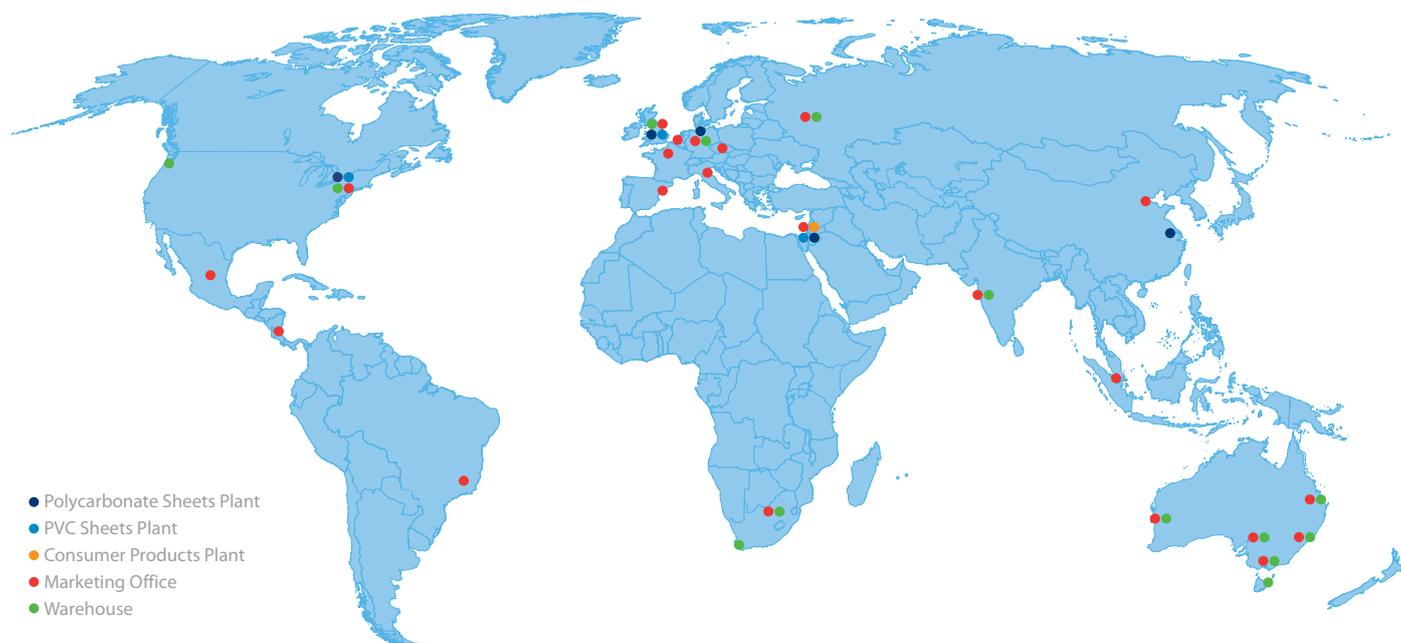 Polycarbonate Sheets Plant
PVC Sheets Plant
Consumer Products Plant
Marketing Office
Warehouse